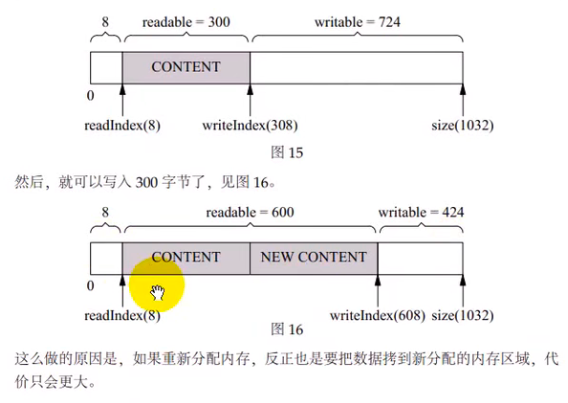 8 readable = 300 writable = 724
CONTENT
0
readIndex(8) writeIndex(308) size(1032)
图 15
然后，就可以写入 300 字节了，见图 16。
8 readable = 600 writable = 424
CONTENT NEW CONTENT
0
readIndex(8) writeIndex(608) size(1032)
图 16
这么做的原因是，如果重新分配内存，反正也是要把数据拷到新分配的内存区域，代
价只会更大。